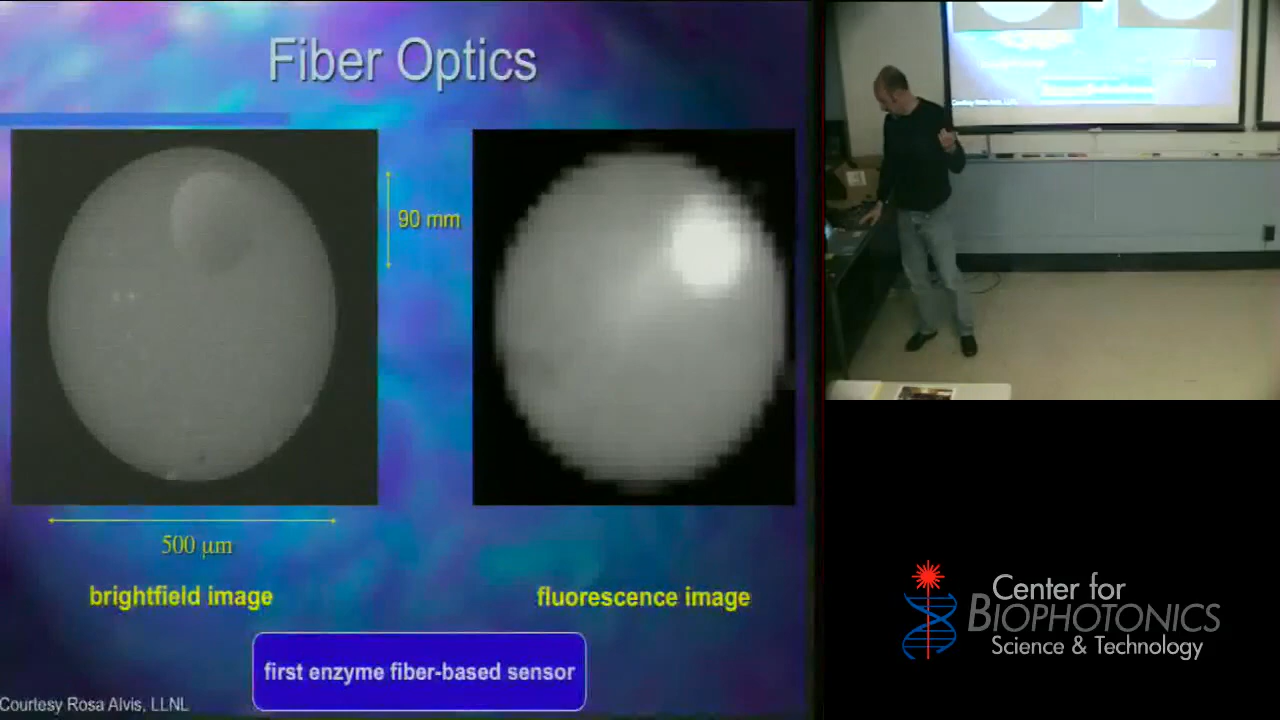 Fiber Optics
90 mm
500 µm
brightfield image
fluorescence image
first enzyme fiber-based sensor
Courtesy Rosa Alvis, LLNL
Center for
BIOPHOTONICS
Science & Technology